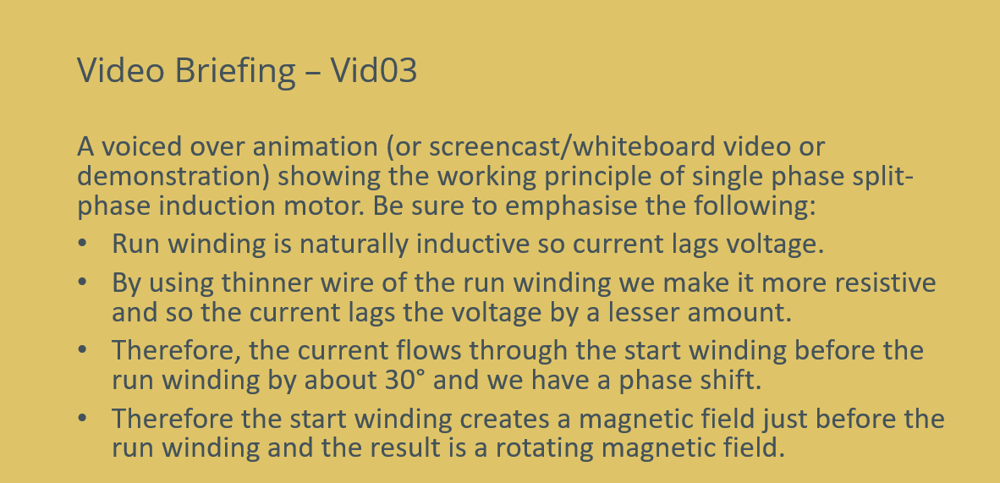 Video Briefing – Vid03
A voiced over animation (or screencast/whiteboard video or
demonstration) showing the working principle of single phase split-
phase induction motor. Be sure to emphasise the following:
• Run winding is naturally inductive so current lags voltage.
• By using thinner wire of the run winding we make it more resistive
and so the current lags the voltage by a lesser amount.
• Therefore, the current flows through the start winding before the
run winding by about 30° and we have a phase shift.
• Therefore the start winding creates a magnetic field just before the
run winding and the result is a rotating magnetic field.